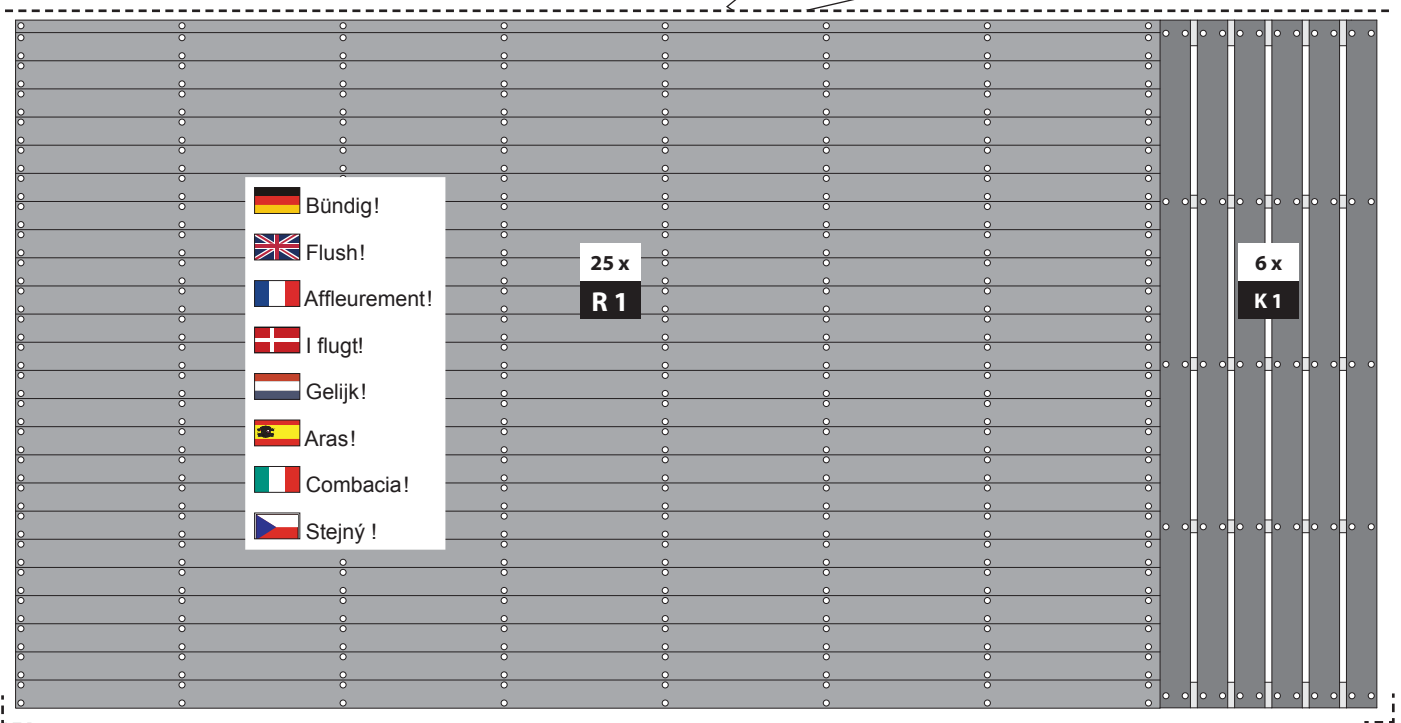 Bündig!
Flush!
Affleurement!
I flugt!
Gelijk!
Aras!
Combacia!
Stejný !
25 x
R 1
6 x
K 1